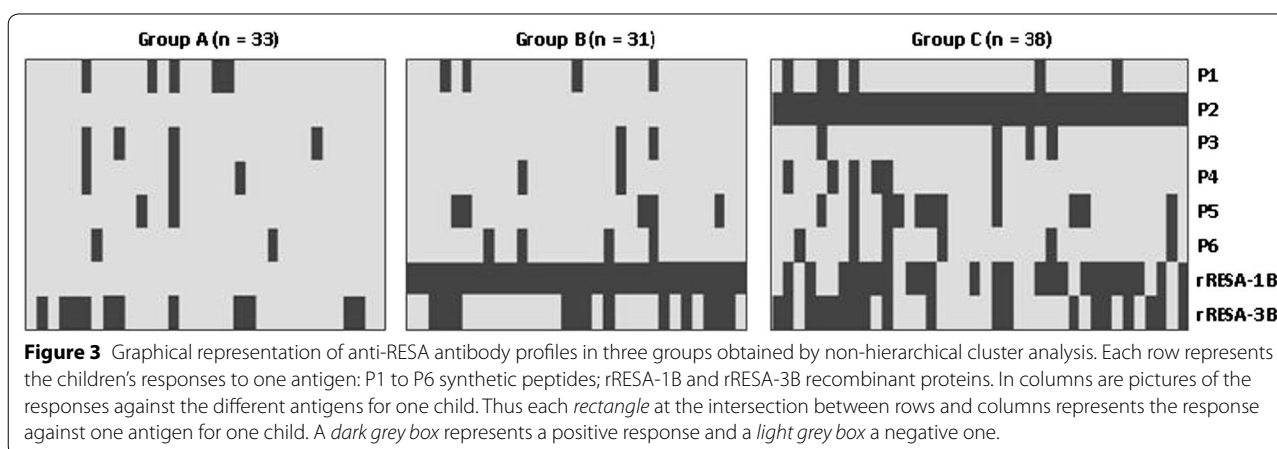 Group A (n = 33) Group B (n = 31) Group C (n = 38)
P1
P2
P3
P4
P5
P6
rRESA-1B
rRESA-3B
Figure 3 Graphical representation of anti-RESA antibody profiles in three groups obtained by non-hierarchical cluster analysis. Each row represents
the children's responses to one antigen: P1 to P6 synthetic peptides; rRESA-1B and rRESA-3B recombinant proteins. In columns are pictures of the
responses against the different antigens for one child. Thus each rectangle at the intersection between rows and columns represents the response
against one antigen for one child. A dark grey box represents a positive response and a light grey box a negative one.